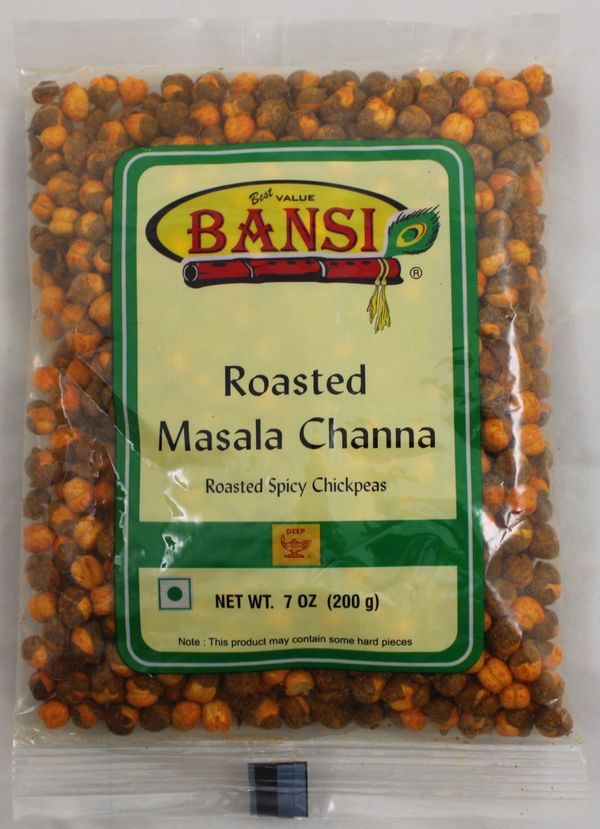 Best VALUE
BANSI
®
Roasted
Masala Channa
Roasted Spicy Chickpeas
DEEP
®
NET WT. 7 OZ (200 g)
Note : This product may contain some hard pieces